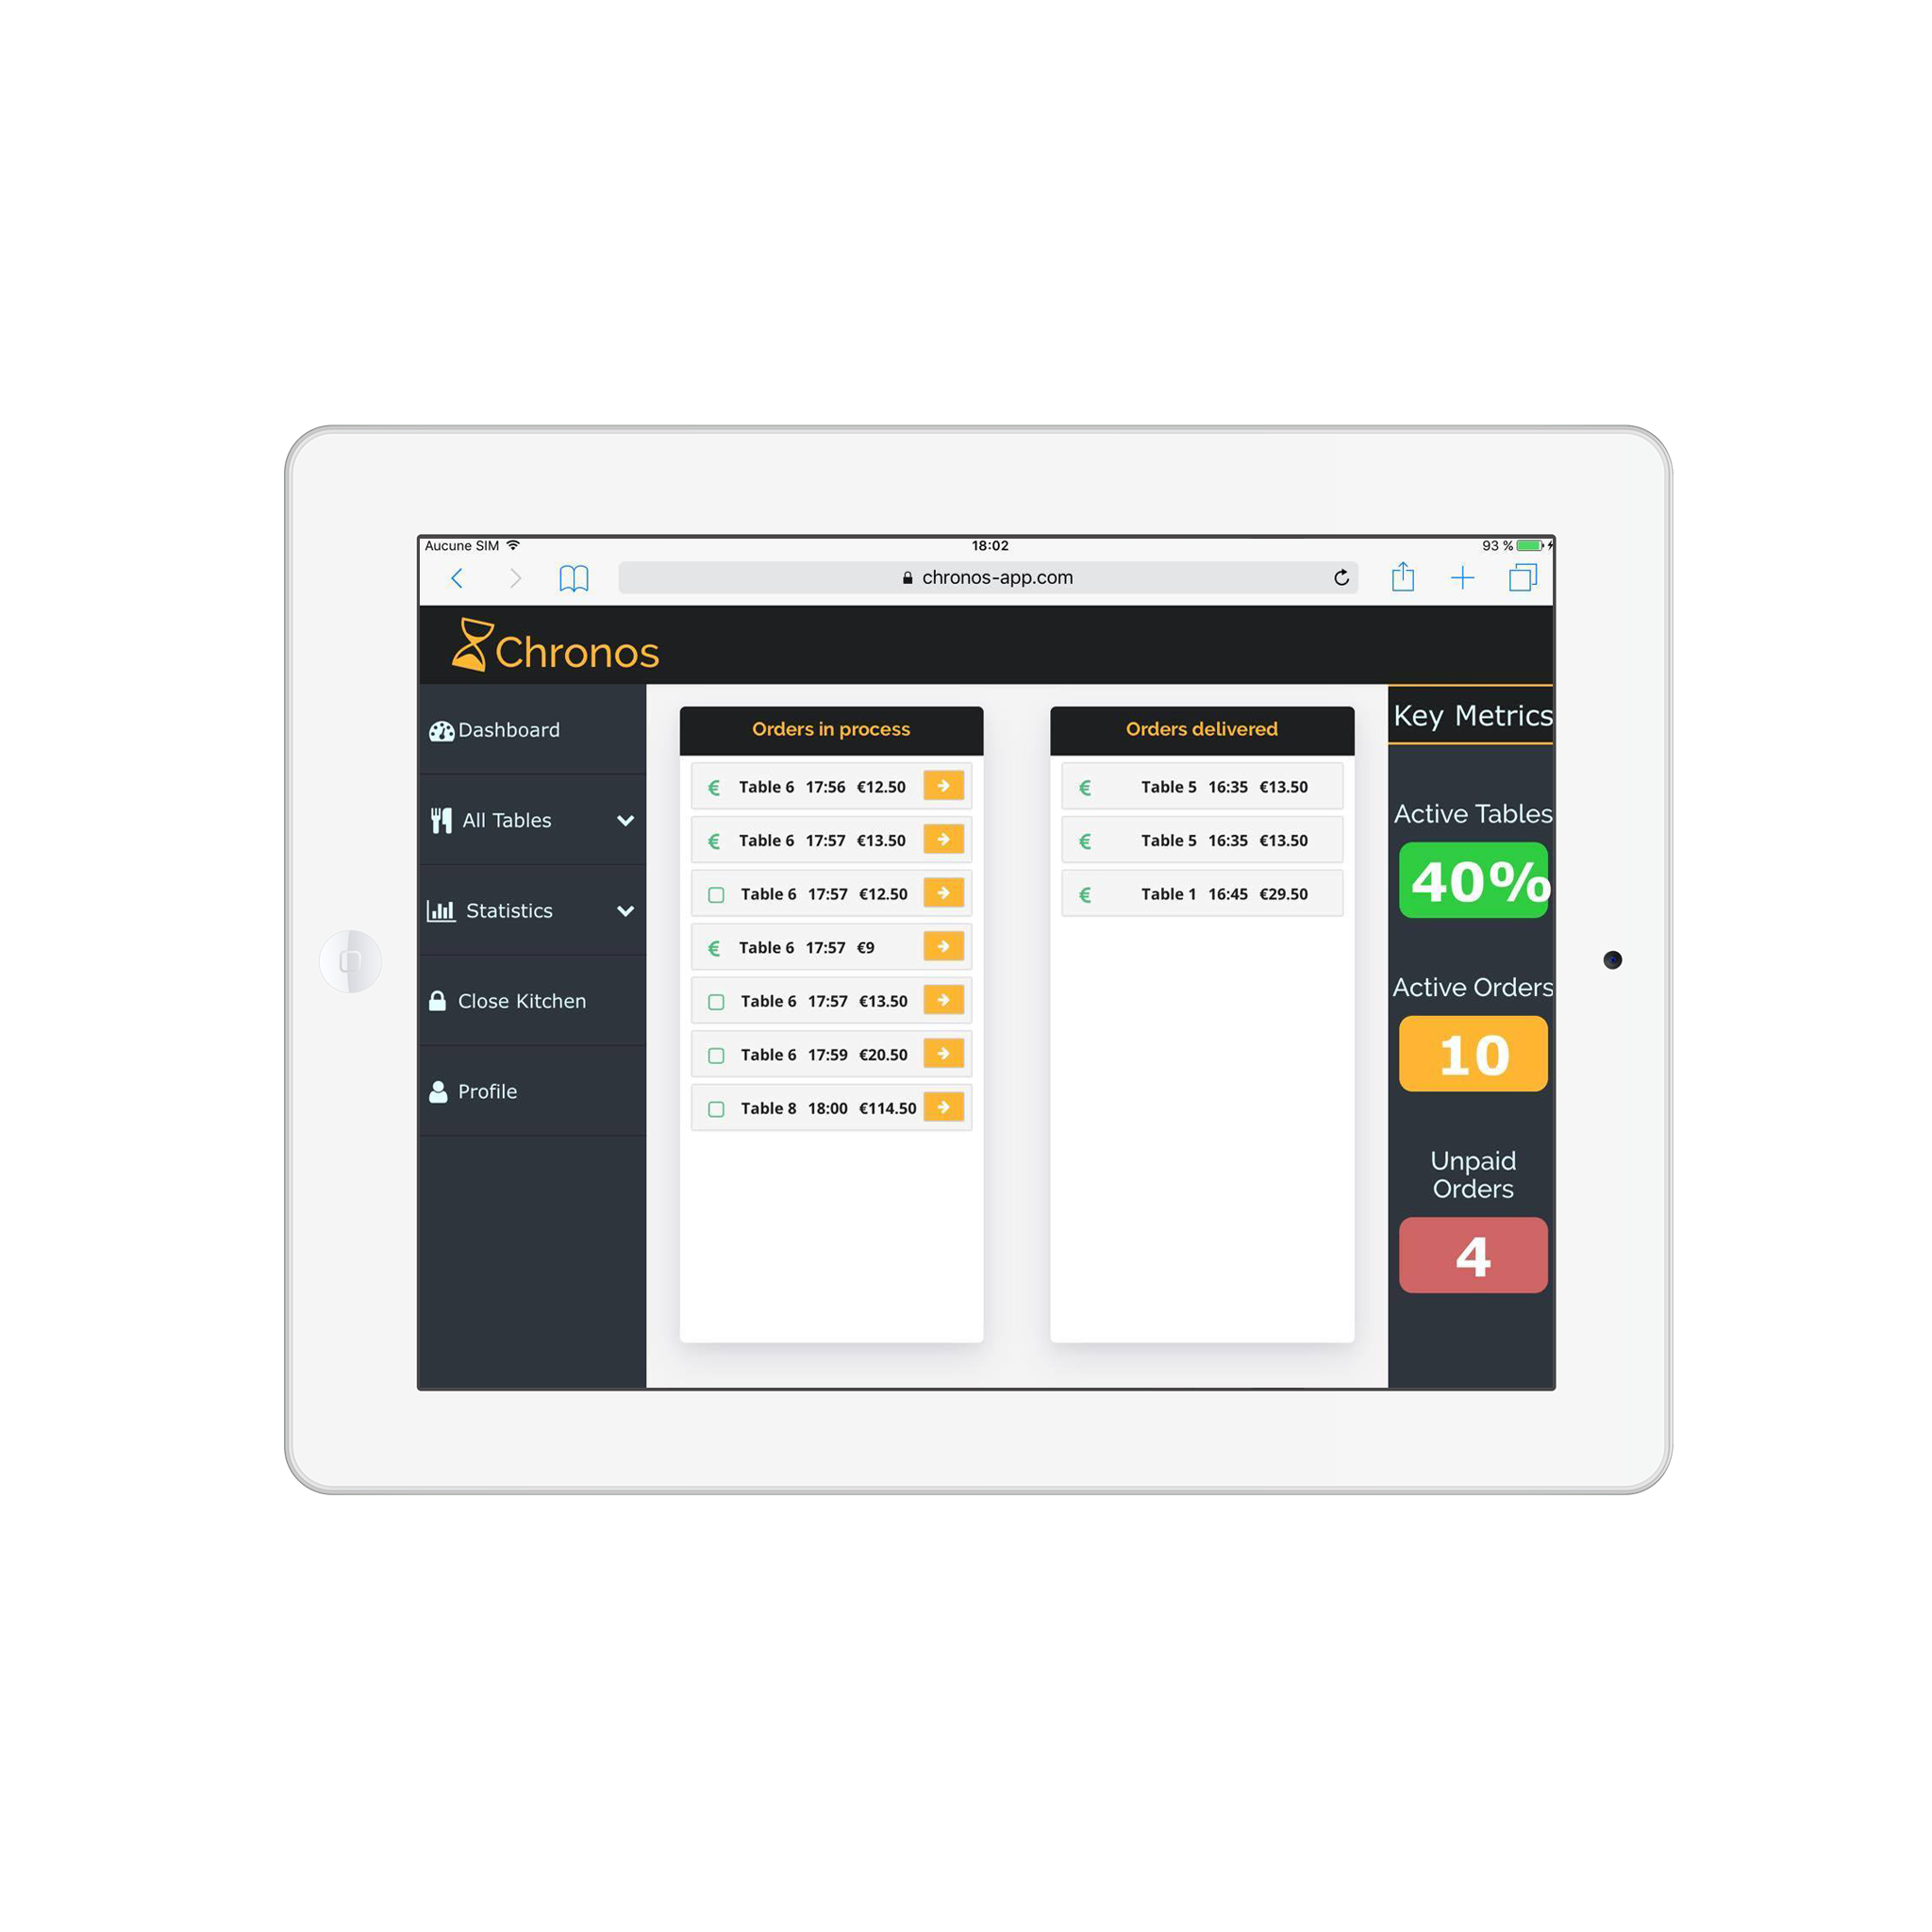 Aucune SIM
18:02
93 %
chronos-app.com
Chronos
Dashboard
All Tables
Statistics
Close Kitchen
Profile
Orders in process
€ Table 6 17:56 €12.50
€ Table 6 17:57 €13.50
Table 6 17:57 €12.50
€ Table 6 17:57 €9
Table 6 17:57 €13.50
Table 6 17:59 €20.50
Table 8 18:00 €114.50
Orders delivered
€ Table 5 16:35 €13.50
€ Table 5 16:35 €13.50
€ Table 1 16:45 €29.50
Key Metrics
Active Tables
40%
Active Orders
10
Unpaid
Orders
4